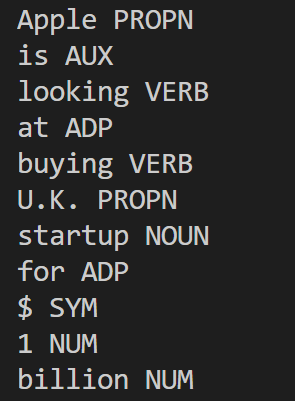 Apple PROPN
is AUX
looking VERB
at ADP
buying VERB
U.K. PROPN
startup NOUN
for ADP
$ SYM
1 NUM
billion NUM